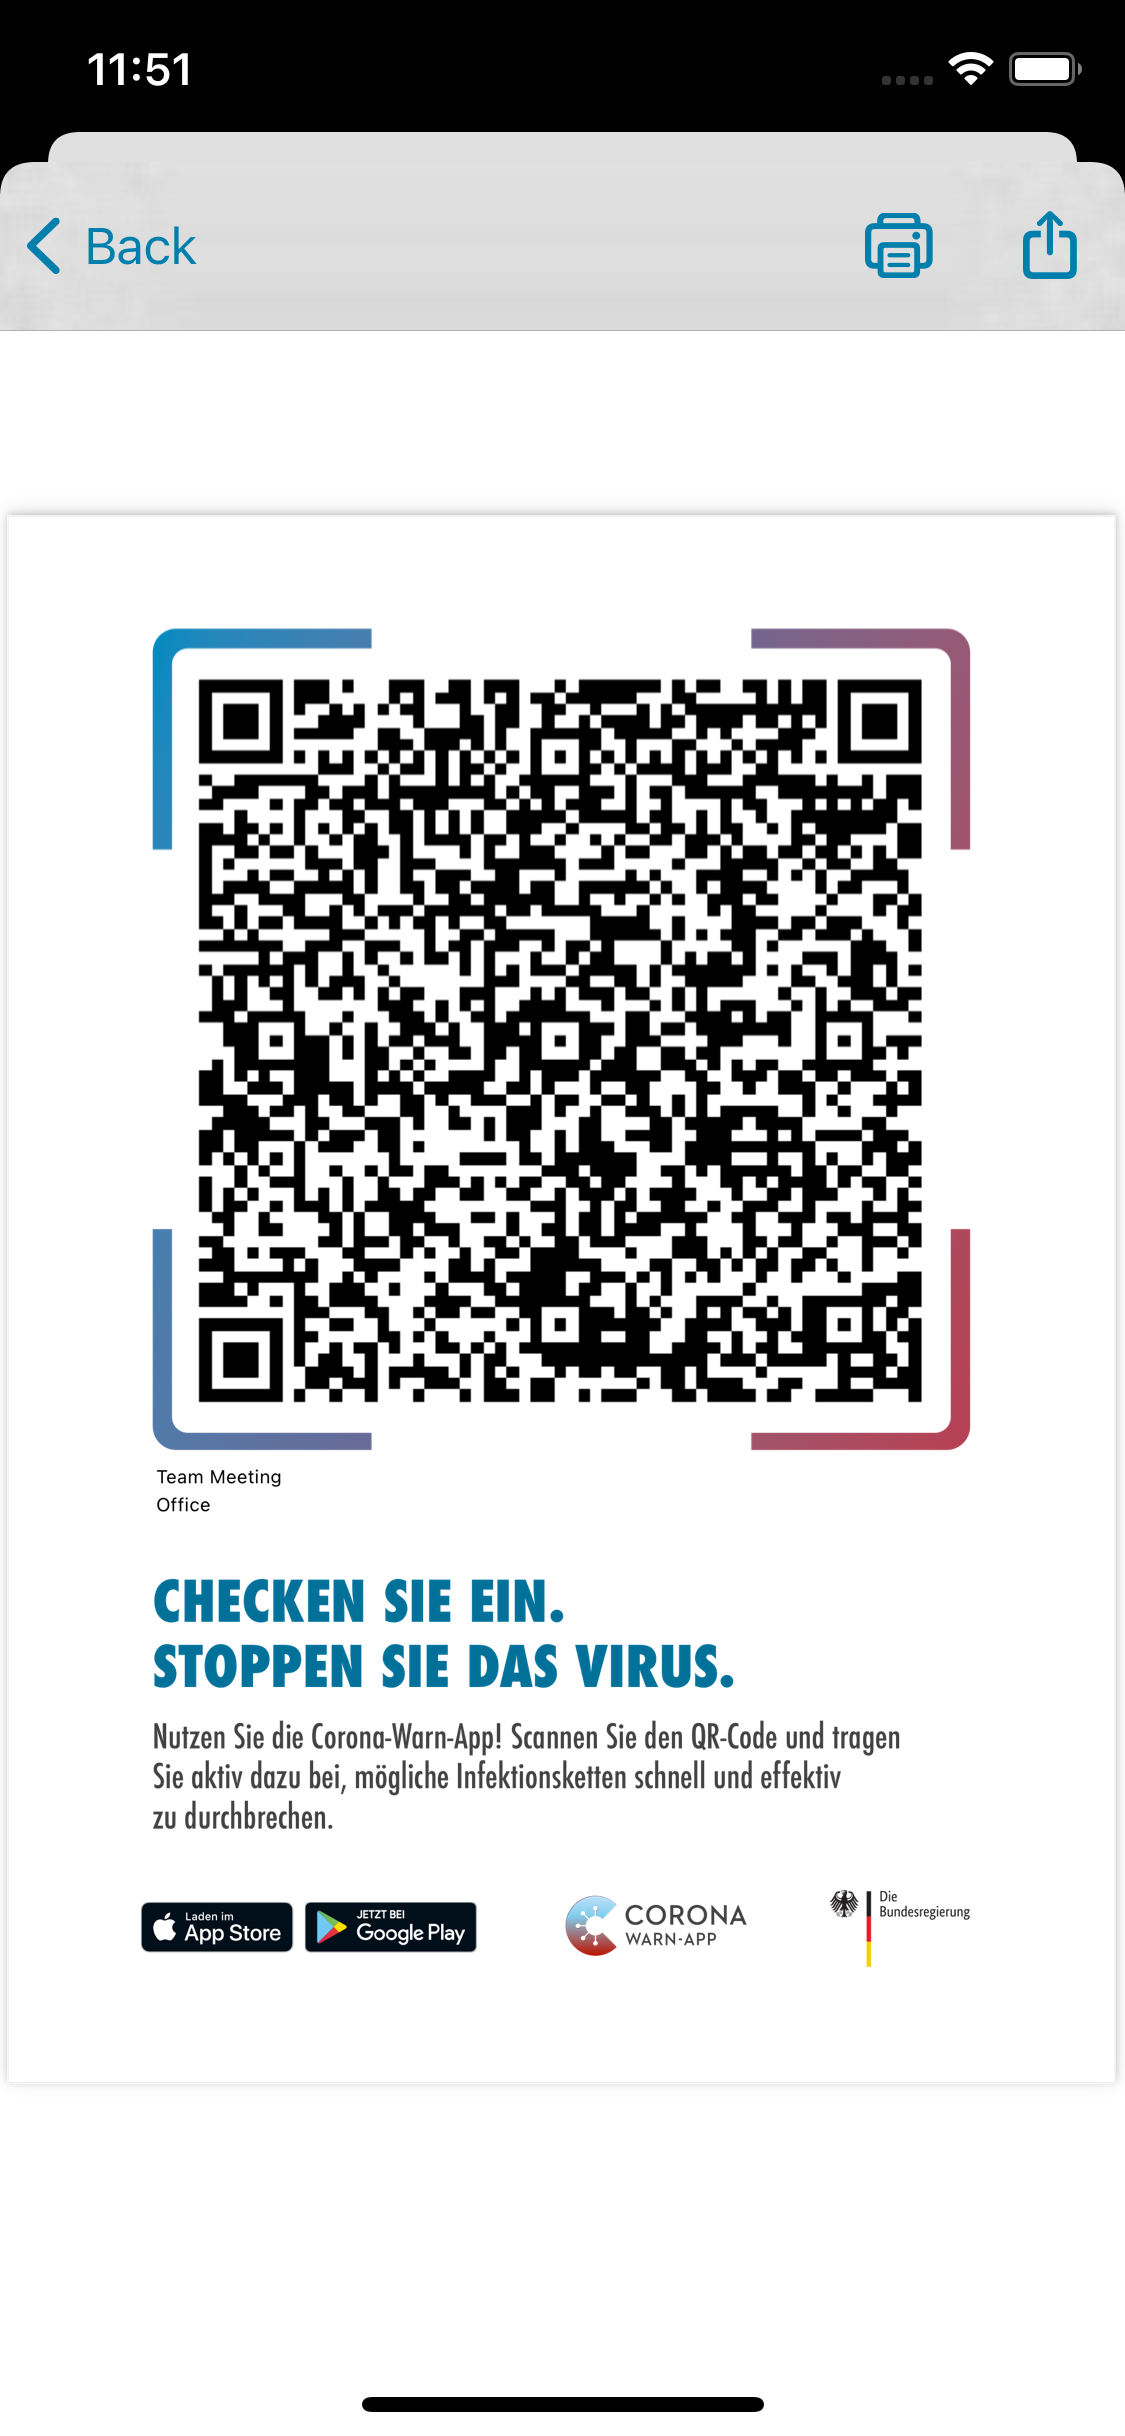 11:51
Back
Team Meeting
Office
CHECKEN SIE EIN.
STOPPEN SIE DAS VIRUS.
Nutzen Sie die Corona-Warn-App! Scannen Sie den QR-Code und tragen
Sie aktiv dazu bei, mögliche Infektionsketten schnell und effektiv
zu durchbrechen.
Laden im
App Store
JETZT BEI
Google Play
CORONA
WARN-APP
Die
Bundesregierung